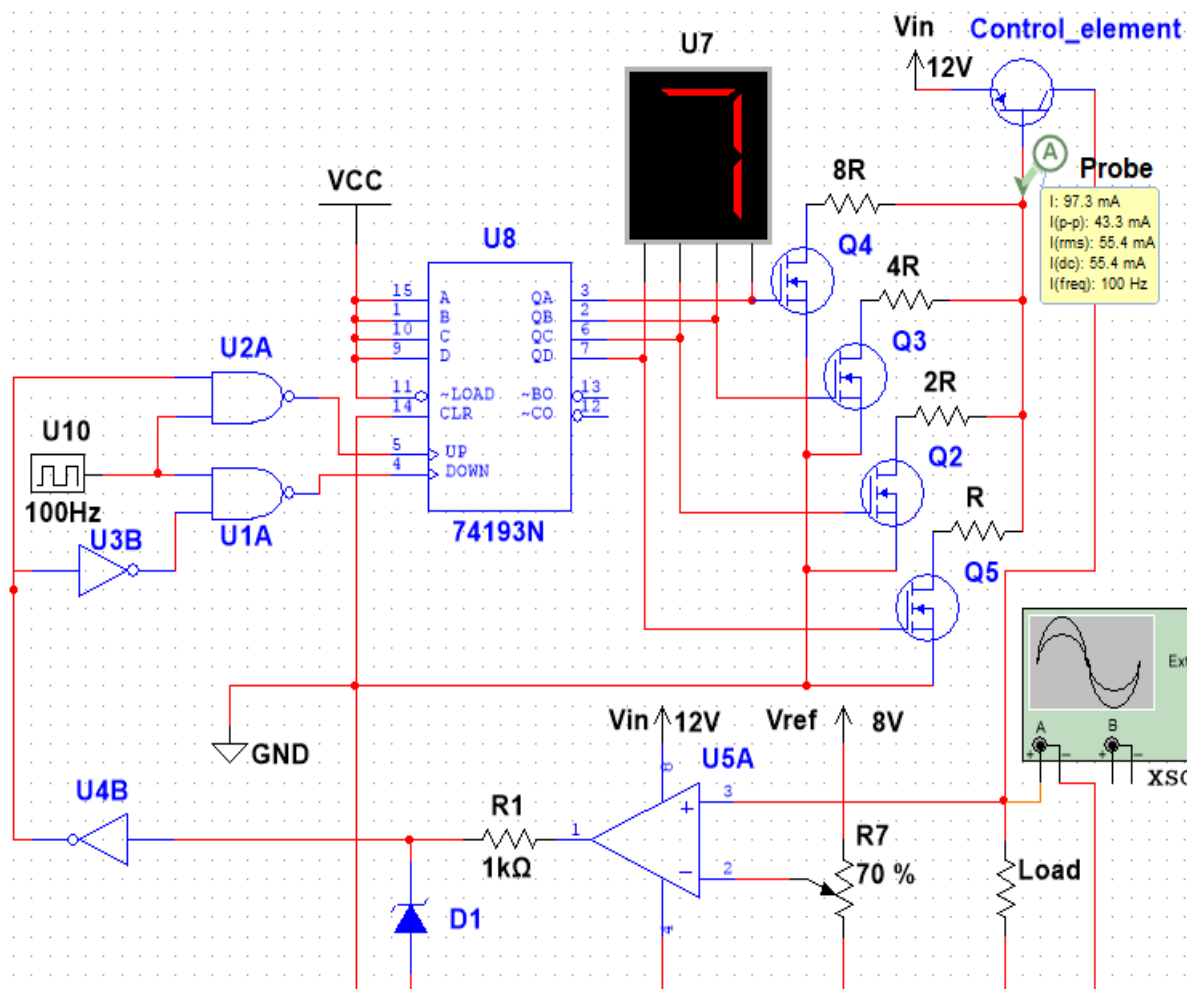 Vin
Control_element
12V
U7
7
A
Probe
I: 97.3 mA
I(p-p): 43.3 mA
I(rms): 55.4 mA
I(dc): 55.4 mA
I(freq): 100 Hz
8R
Q4
4R
Q3
2R
Q2
R
Q5
VCC
U8
15 A QA 3
1 B QB 2
10 C QC 6
9 D QD 7
11 ~LOAD ~BO 13
14 CLR ~CO 12
5 UP
4 DOWN
74193N
U2A
U10
100Hz
U1A
U3B
GND
Vin 12V
Vref 8V
8
U5A
3
+
U4B
R1
1
1kΩ
2
−
4
R7
70 %
Load
D1
Ext
A
B
+ − + −
XSC